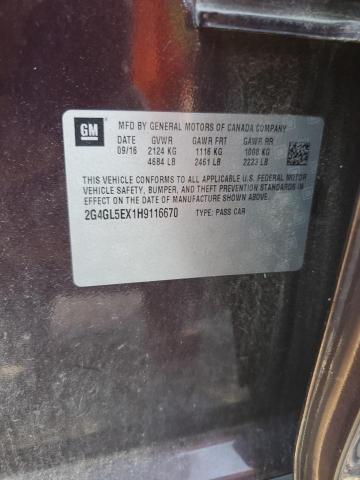 GM
MFD BY GENERAL MOTORS OF CANADA COMPANY
DATE GVWR GAWR FRT GAWR RR
09/16 2124 KG 1116 KG 1008 KG
4684 LB 2461 LB 2223 LB
THIS VEHICLE CONFORMS TO ALL APPLICABLE U.S. FEDERAL MOTOR
VEHICLE SAFETY, BUMPER, AND THEFT PREVENTION STANDARDS
IN EFFECT ON THE DATE OF MANUFACTURE SHOWN ABOVE.
2G4GL5EX1H9116670 TYPE: PASS CAR